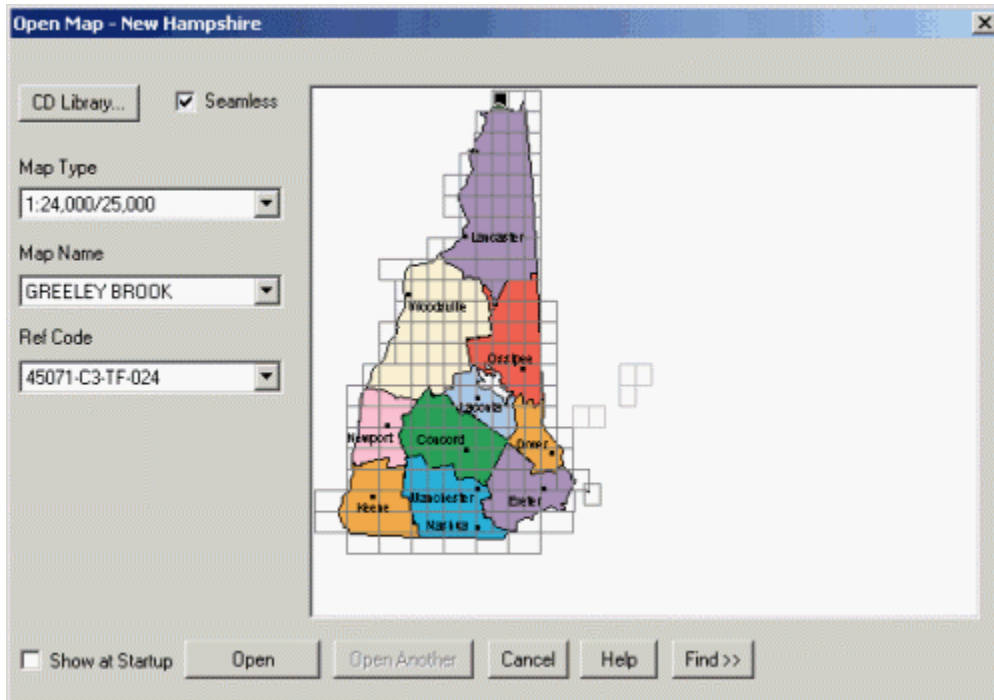 Open Map - New Hampshire
CD Library...
Seamless
Map Type
1:24,000/25,000
Map Name
GREELEY BROOK
Ref Code
45071-C3-TF-024
Lancaster
Woodsville
Ossipee
Laconia
Newport
Concord
Dover
Manchester
Exeter
Keene
Nashua
Show at Startup
Open
Open Another
Cancel
Help
Find >>